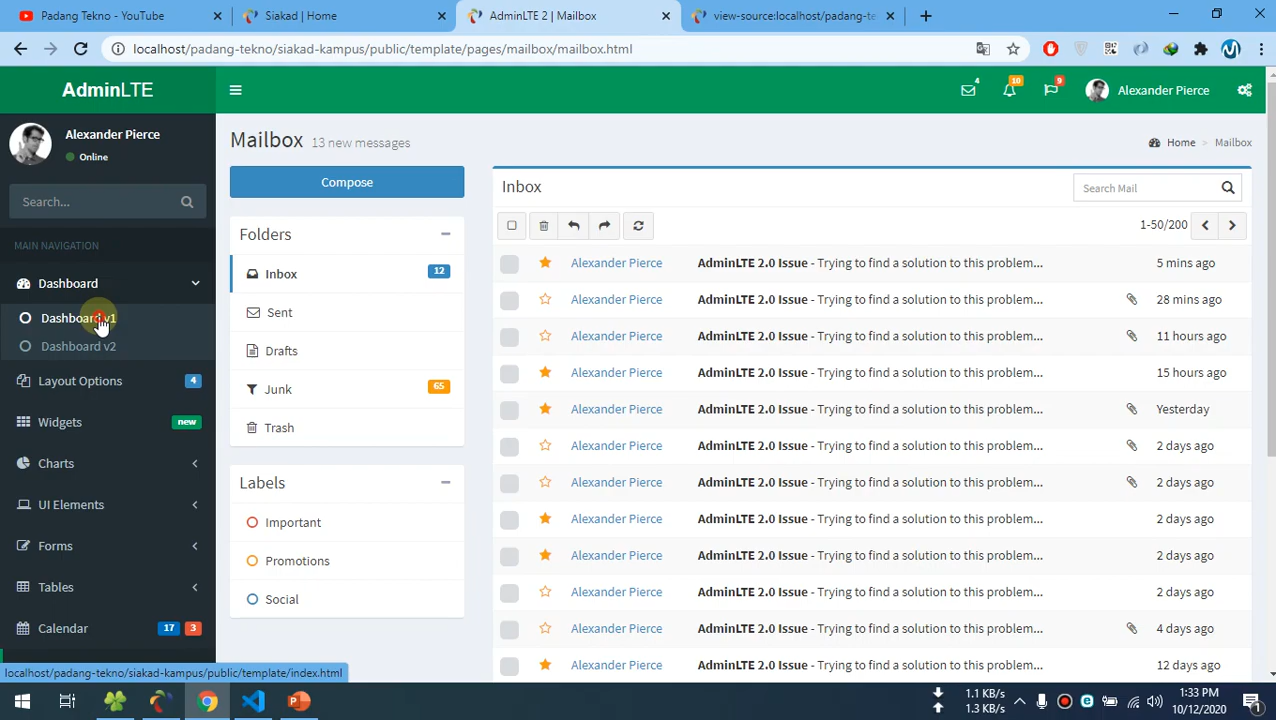 Padang Tekno - YouTube
Siakad | Home
AdminLTE 2 | Mailbox
view-source:localhost/padang-te
localhost/padang-tekno/siakad-kampus/public/template/pages/mailbox/mailbox.html
AdminLTE
4
10
9
Alexander Pierce
Alexander Pierce
Online
Search...
MAIN NAVIGATION
Dashboard
Dashboard v1
Dashboard v2
Layout Options 4
Widgets new
Charts
UI Elements
Forms
Tables
Calendar 17 3
Mailbox 13 new messages
Home > Mailbox
Compose
Folders
Inbox 12
Sent
Drafts
Junk 65
Trash
Labels
Important
Promotions
Social
Inbox
Search Mail
1-50/200
Alexander Pierce AdminLTE 2.0 Issue - Trying to find a solution to this problem... 5 mins ago
Alexander Pierce AdminLTE 2.0 Issue - Trying to find a solution to this problem... 28 mins ago
Alexander Pierce AdminLTE 2.0 Issue - Trying to find a solution to this problem... 11 hours ago
Alexander Pierce AdminLTE 2.0 Issue - Trying to find a solution to this problem... 15 hours ago
Alexander Pierce AdminLTE 2.0 Issue - Trying to find a solution to this problem... Yesterday
Alexander Pierce AdminLTE 2.0 Issue - Trying to find a solution to this problem... 2 days ago
Alexander Pierce AdminLTE 2.0 Issue - Trying to find a solution to this problem... 2 days ago
Alexander Pierce AdminLTE 2.0 Issue - Trying to find a solution to this problem... 2 days ago
Alexander Pierce AdminLTE 2.0 Issue - Trying to find a solution to this problem... 2 days ago
Alexander Pierce AdminLTE 2.0 Issue - Trying to find a solution to this problem... 2 days ago
Alexander Pierce AdminLTE 2.0 Issue - Trying to find a solution to this problem... 4 days ago
Alexander Pierce AdminLTE 2.0 Issue - Trying to find a solution to this problem... 12 days ago
localhost/padang-tekno/siakad-kampus/public/template/index.html
1.1 KB/s
1.3 KB/s
1:33 PM
10/12/2020
1